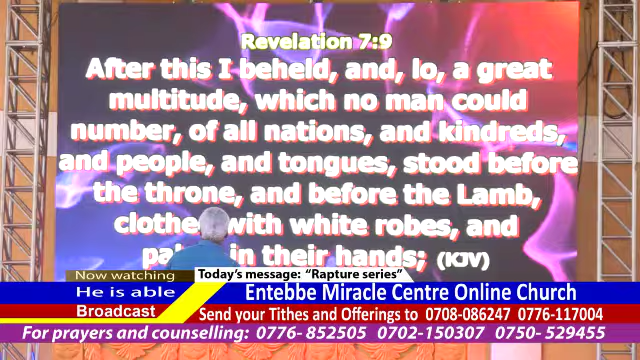 Revelation 7:9
After this I beheld, and, lo, a great
multitude, which no man could
number, of all nations, and kindreds,
and people, and tongues, stood before
the throne, and before the Lamb,
with white robes, and
in their hands; (KJV)
Now watching
Today's message: "Rapture series"
He is able
Entebbe Miracle Centre Online Church
Broadcast
Send your Tithes and Offerings to 0708-086247 0776-117004
For prayers and counselling: 0776- 852505 0702-150307 0750- 529455